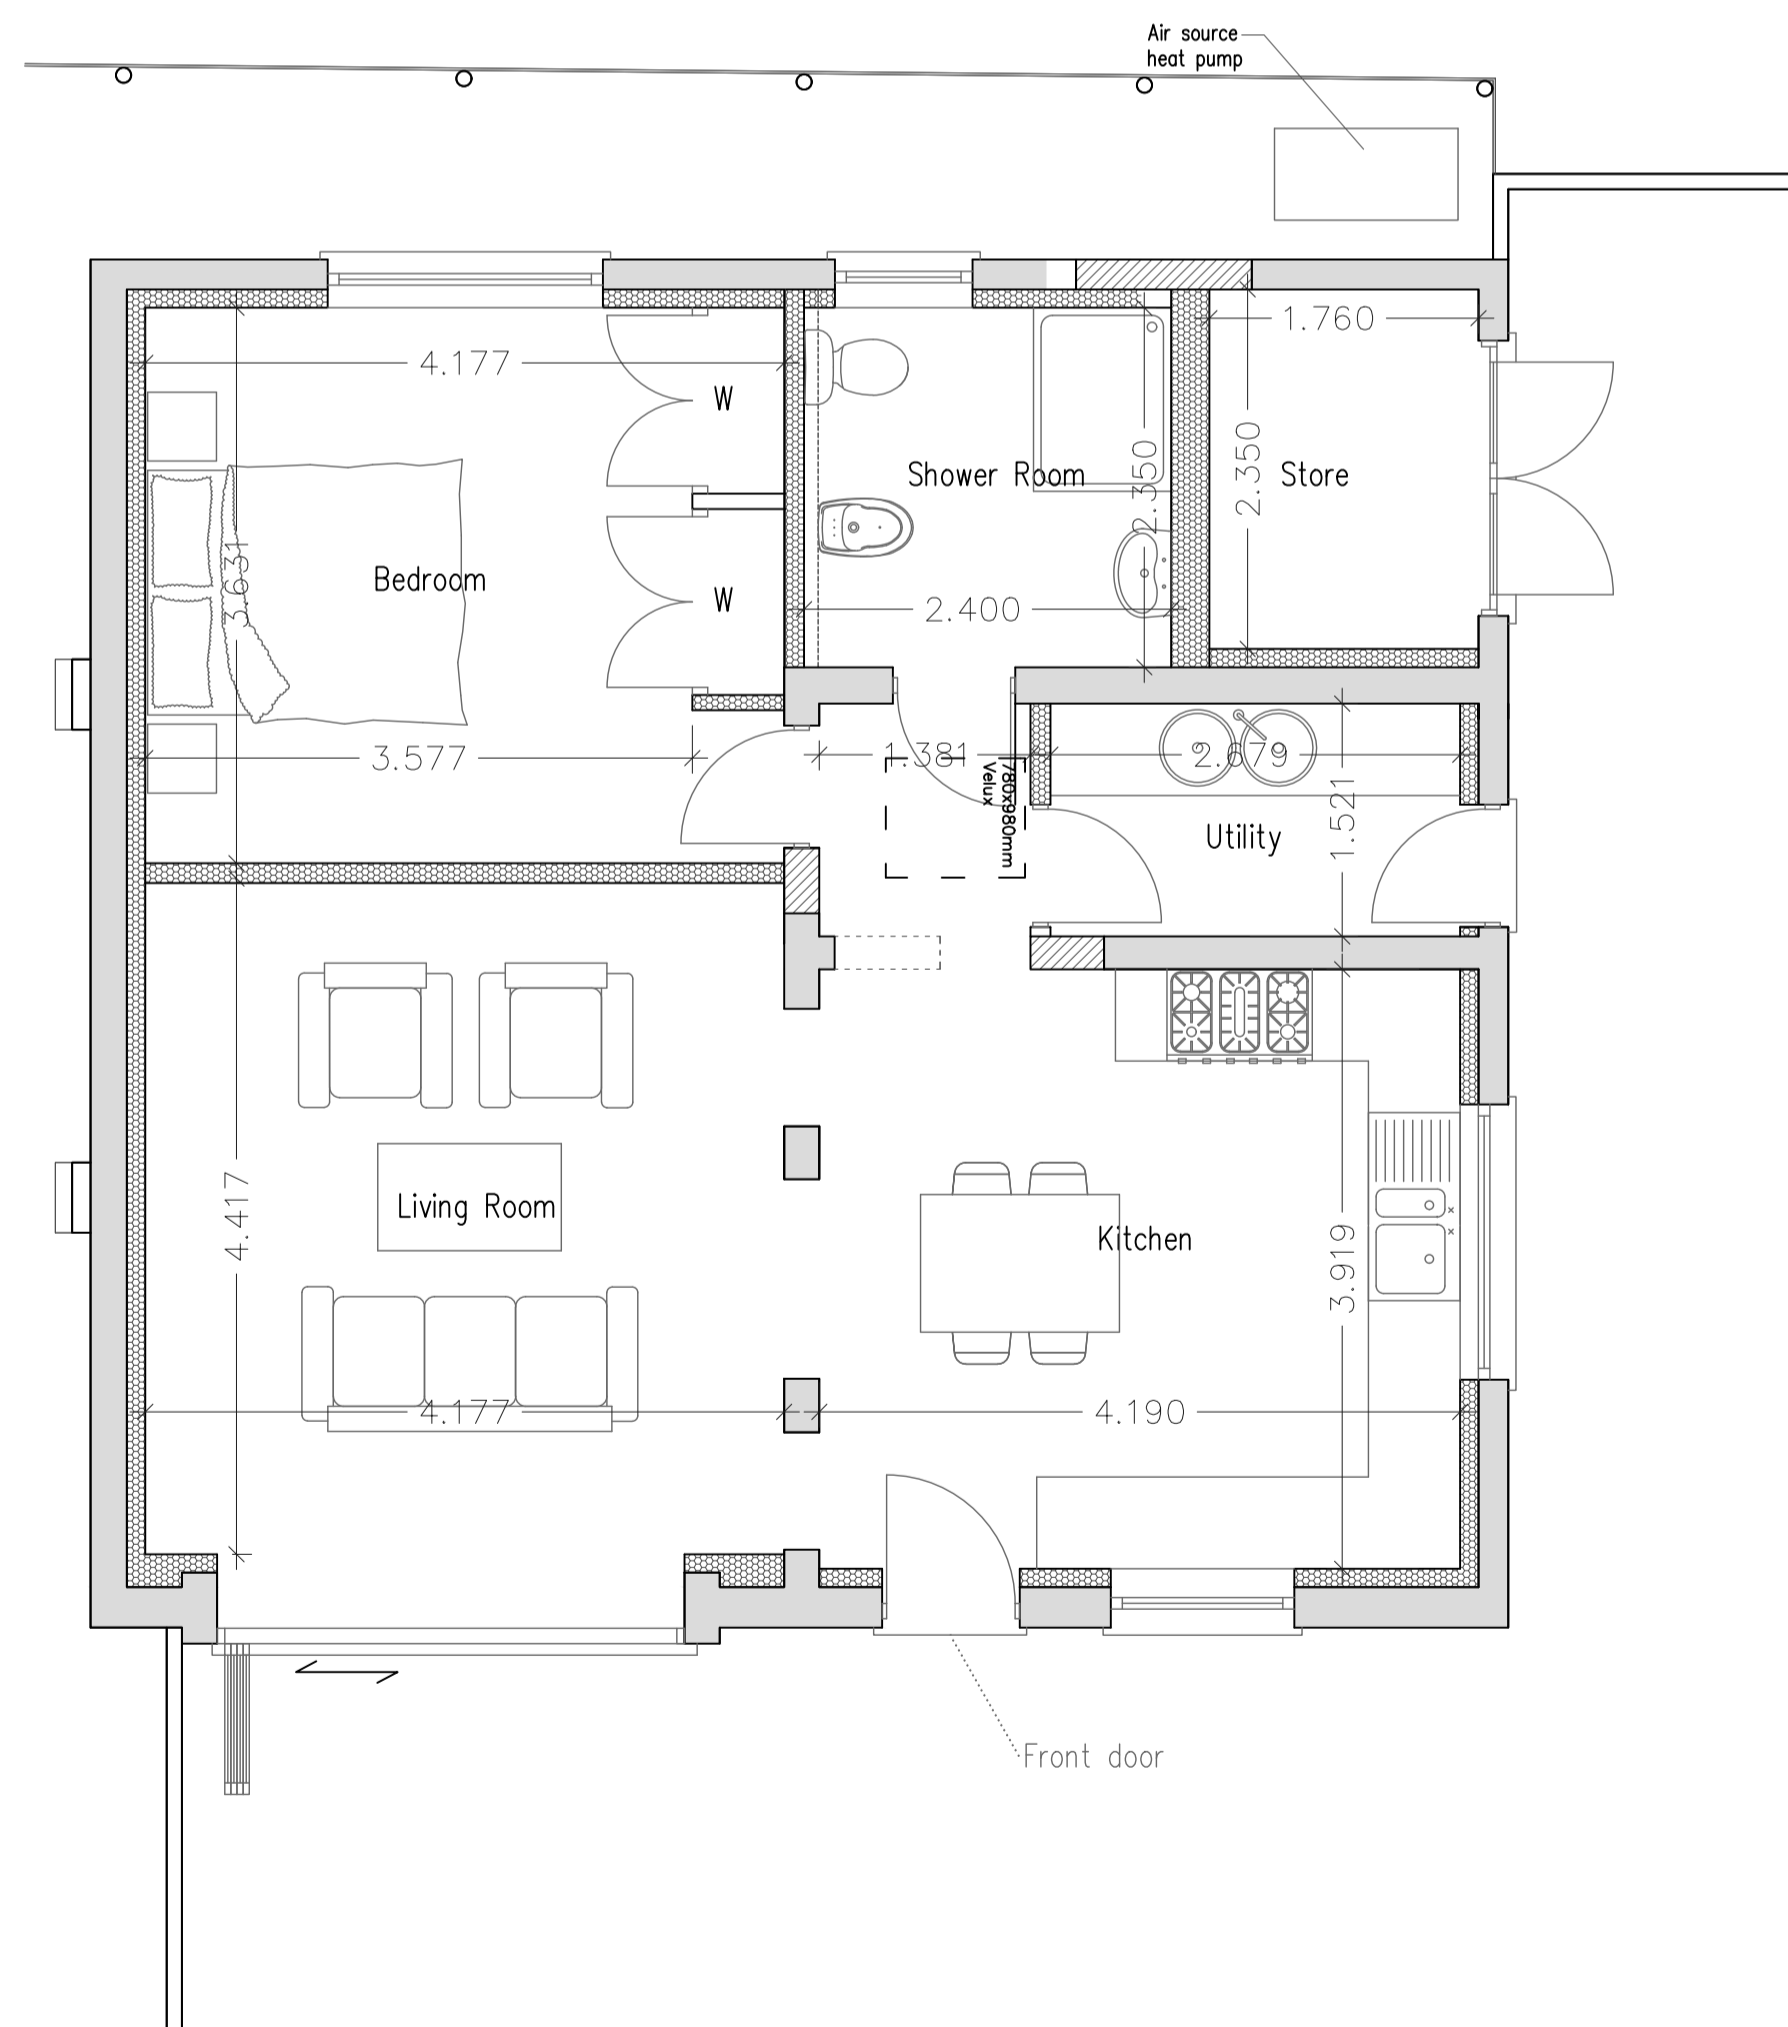 Air source
heat pump
1.760
4.177
W
Shower Room
2.350
2.350
Store
3.631
Bedroom
W
2.400
3.577
1.381
780x980mm
Velux
2.679
1.521
Utility
4.417
Living Room
Kitchen
3.919
4.177
4.190
Front door